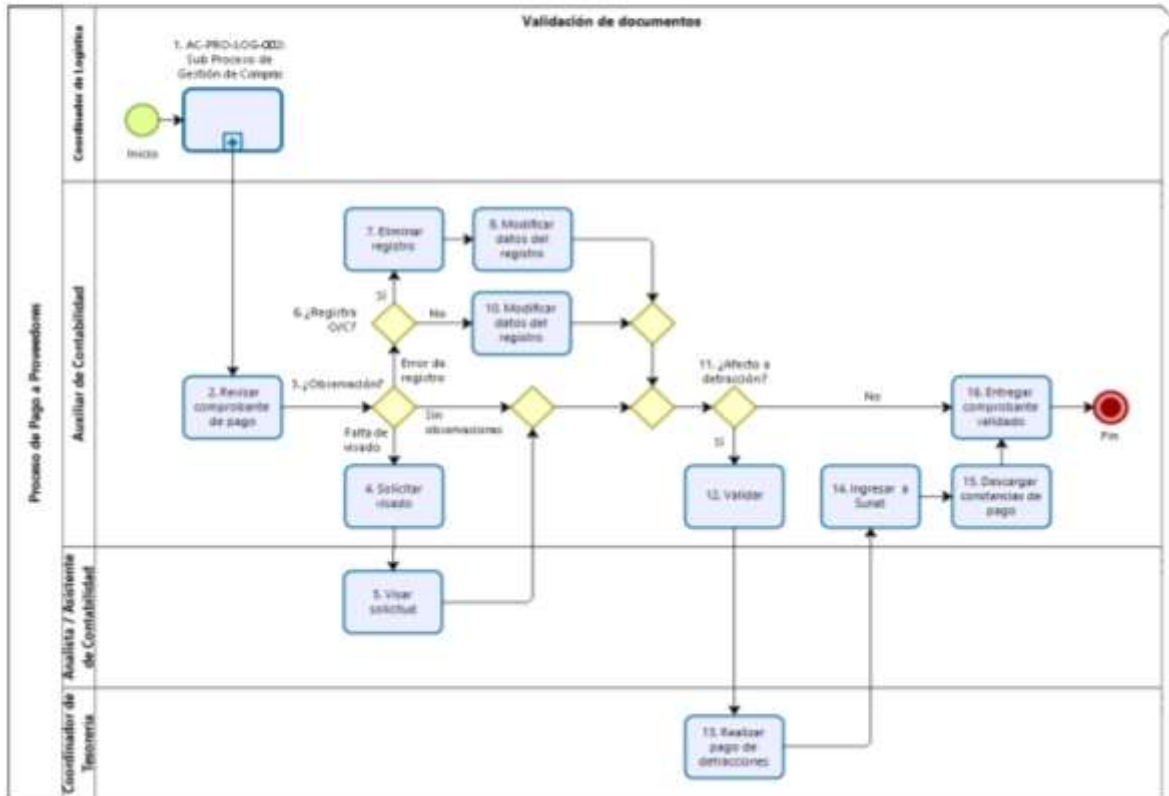 Validación de documentos
Proceso de Pago a Proveedores
Coordinador de Logística
1. AC-PRO-LOG-002:
Sub Proceso de
Gestión de Compras
Inicio
Auxiliar de Contabilidad
7. Eliminar
registro
8. Modificar
datos del
registro
Sí
6. ¿Registra
O/C?
No
10. Modificar
datos del
registro
Error de
registro
3. ¿Observación?
11. ¿Afecto a
detracción?
2. Revisar
comprobante
de pago
Sin
observaciones
No
16. Entregar
comprobante
validado
Fin
Falta de
visado
Sí
4. Solicitar
visado
12. Validar
14. Ingresar a
Sunat
15. Descargar
constancias de
pago
Analista / Asistente
de Contabilidad
5. Visar
solicitud
Coordinador de
Tesorería
13. Realizar
pago de
detracciones